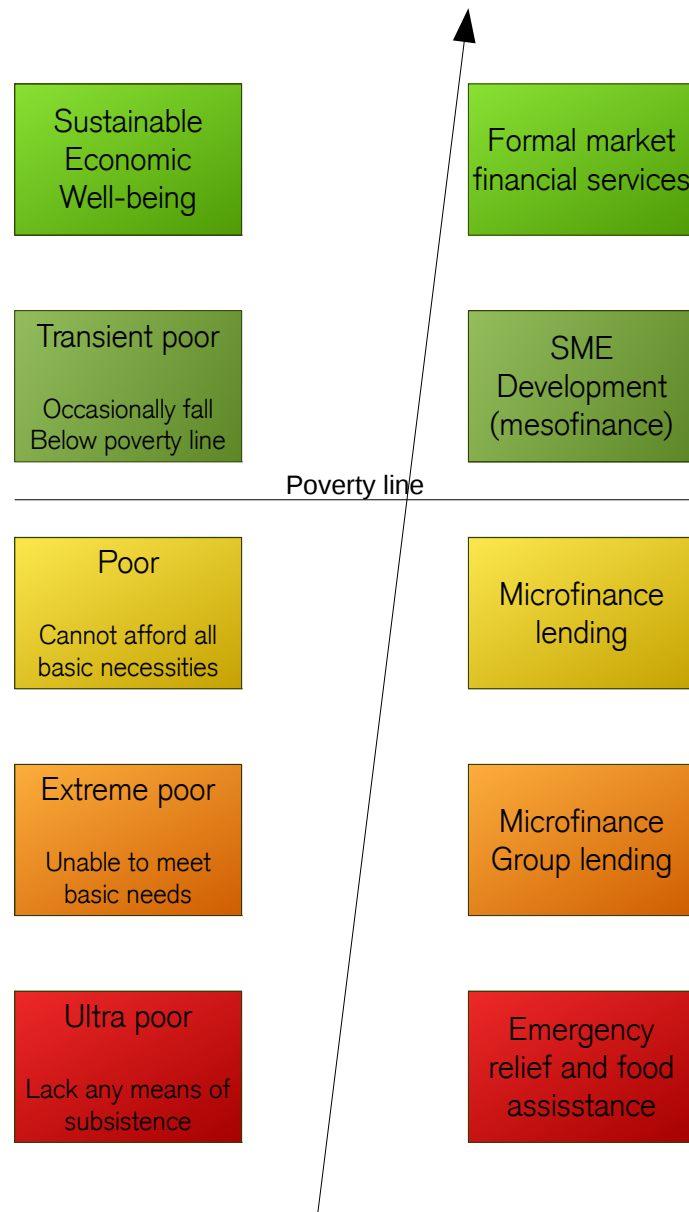 Sustainable
Economic
Well-being
Formal market
financial services
Transient poor
Occasionally fall
Below poverty line
SME
Development
(mesofinance)
Poverty line
Poor
Cannot afford all
basic necessities
Microfinance
lending
Extreme poor
Unable to meet
basic needs
Microfinance
Group lending
Ultra poor
Lack any means of
subsistence
Emergency
relief and food
assisstance